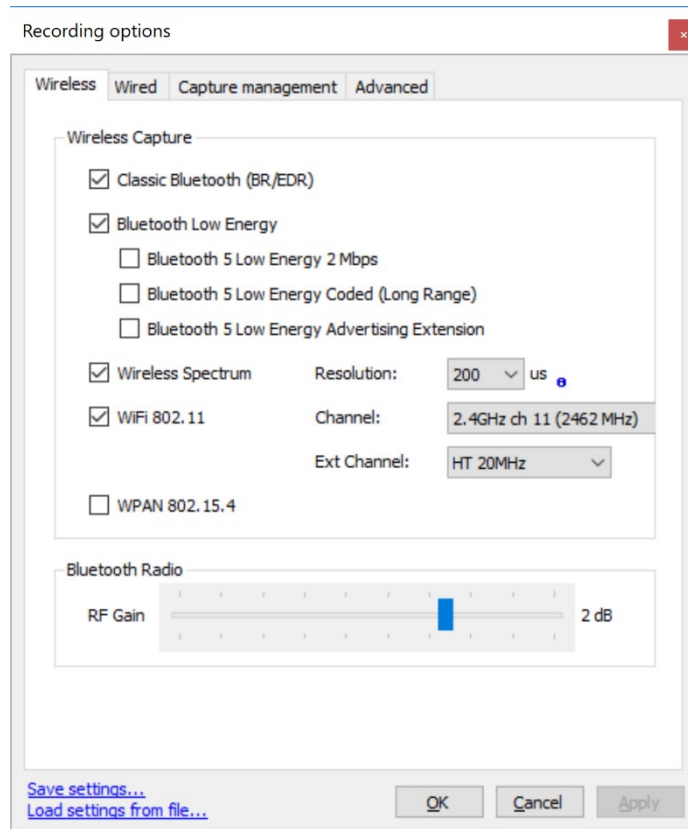 Recording options
Wireless Wired Capture management Advanced
Wireless Capture
Classic Bluetooth (BR/EDR)
Bluetooth Low Energy
Bluetooth 5 Low Energy 2 Mbps
Bluetooth 5 Low Energy Coded (Long Range)
Bluetooth 5 Low Energy Advertising Extension
Wireless Spectrum Resolution: 200 us
WiFi 802.11 Channel: 2.4GHz ch 11 (2462 MHz)
Ext Channel: HT 20MHz
WPAN 802.15.4
Bluetooth Radio
RF Gain 2 dB
Save settings...
Load settings from file...
OK Cancel Apply